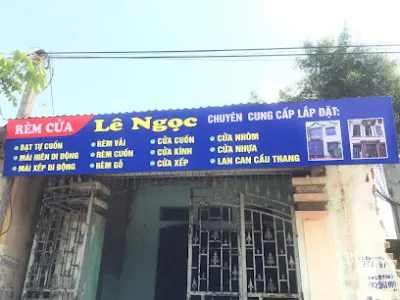 RÈM CỬA
Lê Ngọc
CHUYÊN CUNG CẤP LẮP ĐẶT:
• BẠT TỰ CUỐN
• MÁI HIÊN DI ĐỘNG
• MÁI XẾP DI ĐỘNG
• RÈM VẢI
• RÈM CUỐN
• RÈM GỖ
• CỬA CUỐN
• CỬA KÍNH
• CỬA XẾP
• CỬA NHÔM
• CỬA NHỰA
• LAN CAN CẦU THANG